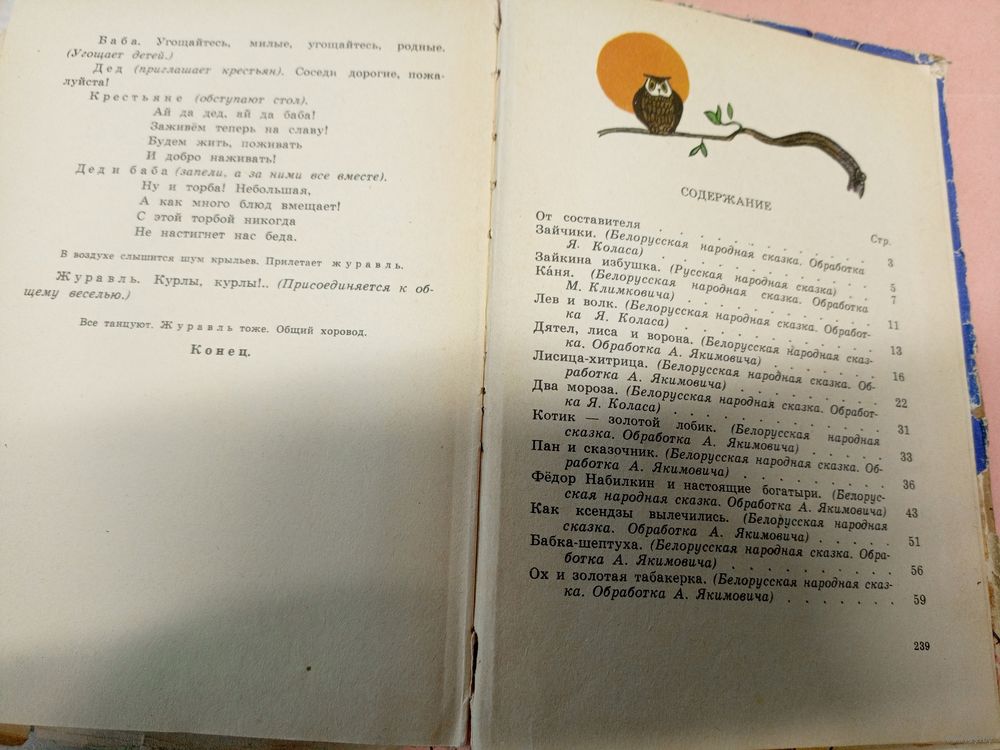 Баба. Угощайтесь, милые, угощайтесь, родные.
(Угощает детей.)
Дед (приглашает крестьян). Соседи дорогие, пожа-
луйста!
Крестьяне (обступают стол).
Ай да дед, ай да баба!
Заживём теперь на славу!
Будем жить, поживать
И добро наживать!
Дед и баба (запели, а за ними все вместе).
Ну и торба! Небольшая,
А как много блюд вмещает!
С этой торбой никогда
Не настигнет нас беда.
В воздухе слышится шум крыльев. Прилетает журавль.
Журавль. Курлы, курлы!.. (Присоединяется к об-
щему веселью.)
Все танцуют. Журавль тоже. Общий хоровод.
Конец.
СОДЕРЖАНИЕ
Стр.
От составителя . . . . . . . . . 3
Зайчики. (Белорусская народная сказка. Обработка
Я. Коласа) . . . . . . . . . 5
Зайкина избушка. (Русская народная сказка) . . 7
Ка́ня. (Белорусская народная сказка. Обработка
М. Климковича) . . . . . . . . 11
Лев и волк. (Белорусская народная сказка. Обработ-
ка Я. Коласа) . . . . . . . . 13
Дятел, лиса и ворона. (Белорусская народная сказ-
ка. Обработка А. Якимовича) . . . . . 16
Лисица-хитрица. (Белорусская народная сказка. Об-
работка А. Якимовича) . . . . . . 22
Два мороза. (Белорусская народная сказка. Обработ-
ка Я. Коласа) . . . . . . . . 31
Котик — золотой лобик. (Белорусская народная
сказка. Обработка А. Якимовича) . . . . 33
Пан и сказочник. (Белорусская народная сказка. Об-
работка А. Якимовича) . . . . . . 36
Фёдор Набилкин и настоящие богатыри. (Белорус-
ская народная сказка. Обработка А. Якимовича) 43
Как ксендзы вылечились. (Белорусская народная
сказка. Обработка А. Якимовича) . . . . 51
Бабка-шептуха. (Белорусская народная сказка. Обра-
ботка А. Якимовича) . . . . . . . 56
Ох и золотая табакерка. (Белорусская народная сказ-
ка. Обработка А. Якимовича) . . . . . . 59
239